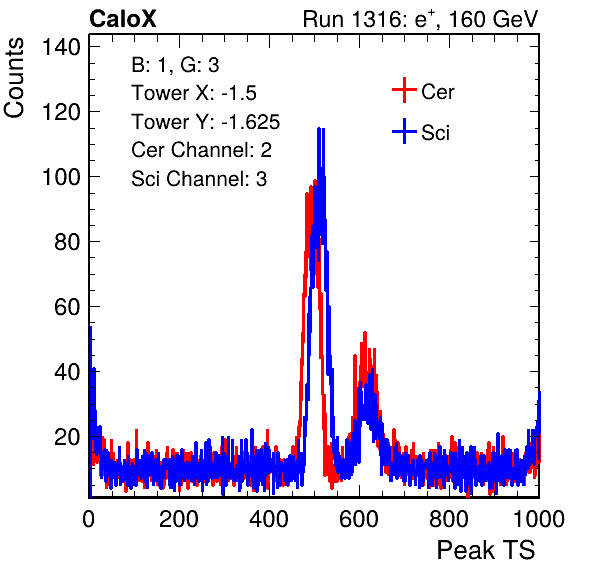 CaloX Run 1316: e⁺, 160 GeV
Counts
B: 1, G: 3
Tower X: -1.5
Tower Y: -1.625
Cer Channel: 2
Sci Channel: 3
Cer
Sci
140
120
100
80
60
40
20
0 200 400 600 800 1000
Peak TS